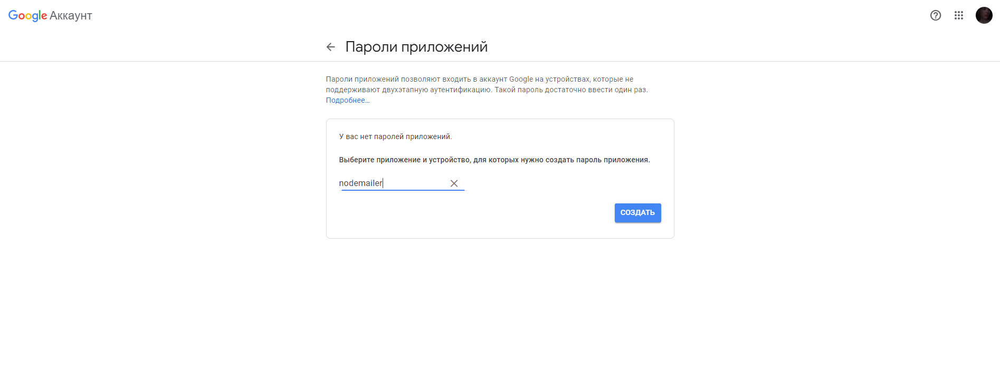 Google Аккаунт
Пароли приложений
Пароли приложений позволяют входить в аккаунт Google на устройствах, которые не
поддерживают двухэтапную аутентификацию. Такой пароль достаточно ввести один раз.
Подробнее…
У вас нет паролей приложений.
Выберите приложение и устройство, для которых нужно создать пароль приложения.
nodemailer
СОЗДАТЬ